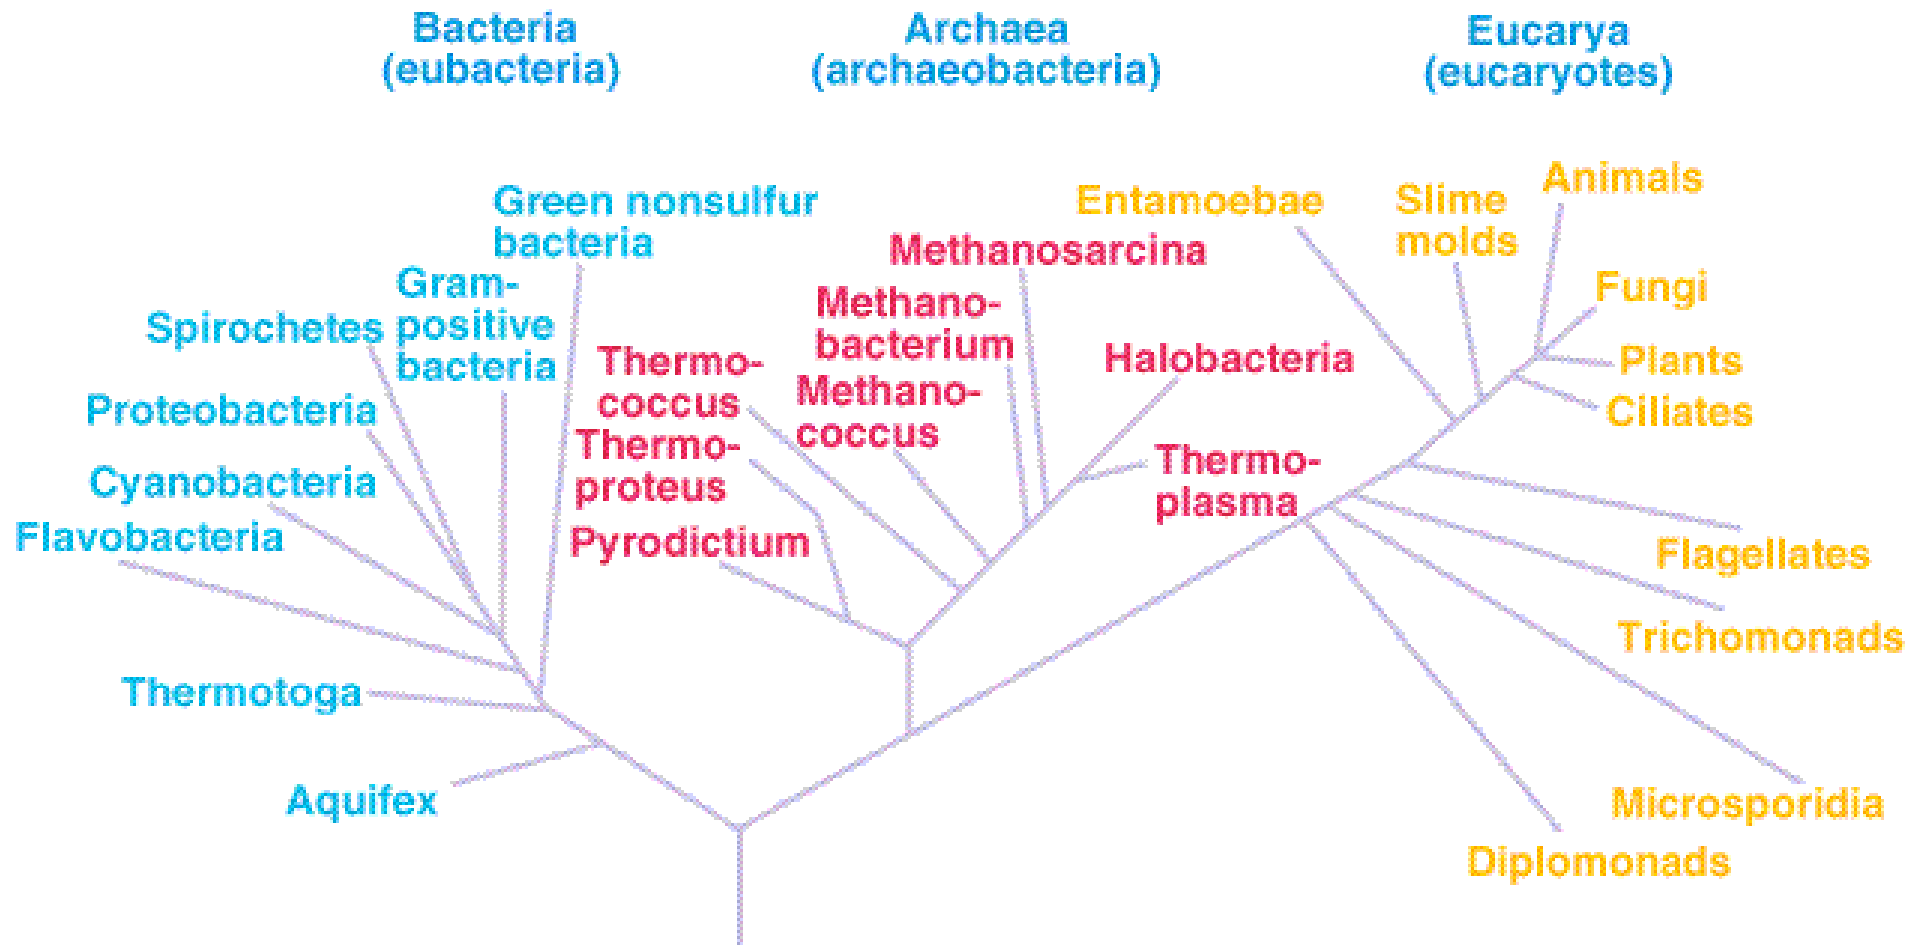 Bacteria
(eubacteria)
Archaea
(archaeobacteria)
Eucarya
(eucaryotes)
Green nonsulfur
bacteria
Gram-
positive
bacteria
Spirochetes
Proteobacteria
Cyanobacteria
Flavobacteria
Thermotoga
Aquifex
Methanosarcina
Methano-
bacterium
Methano-
coccus
Thermo-
coccus
Thermo-
proteus
Pyrodictium
Halobacteria
Thermo-
plasma
Entamoebae
Slime
molds
Animals
Fungi
Plants
Ciliates
Flagellates
Trichomonads
Microsporidia
Diplomonads